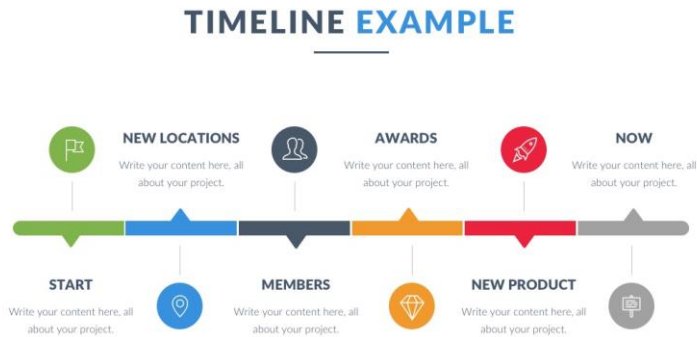 TIMELINE EXAMPLE
NEW LOCATIONS
Write your content here, all
about your project.
AWARDS
Write your content here, all
about your project.
NOW
Write your content here, all
about your project.
START
Write your content here, all
about your project.
MEMBERS
Write your content here, all
about your project.
NEW PRODUCT
Write your content here, all
about your project.